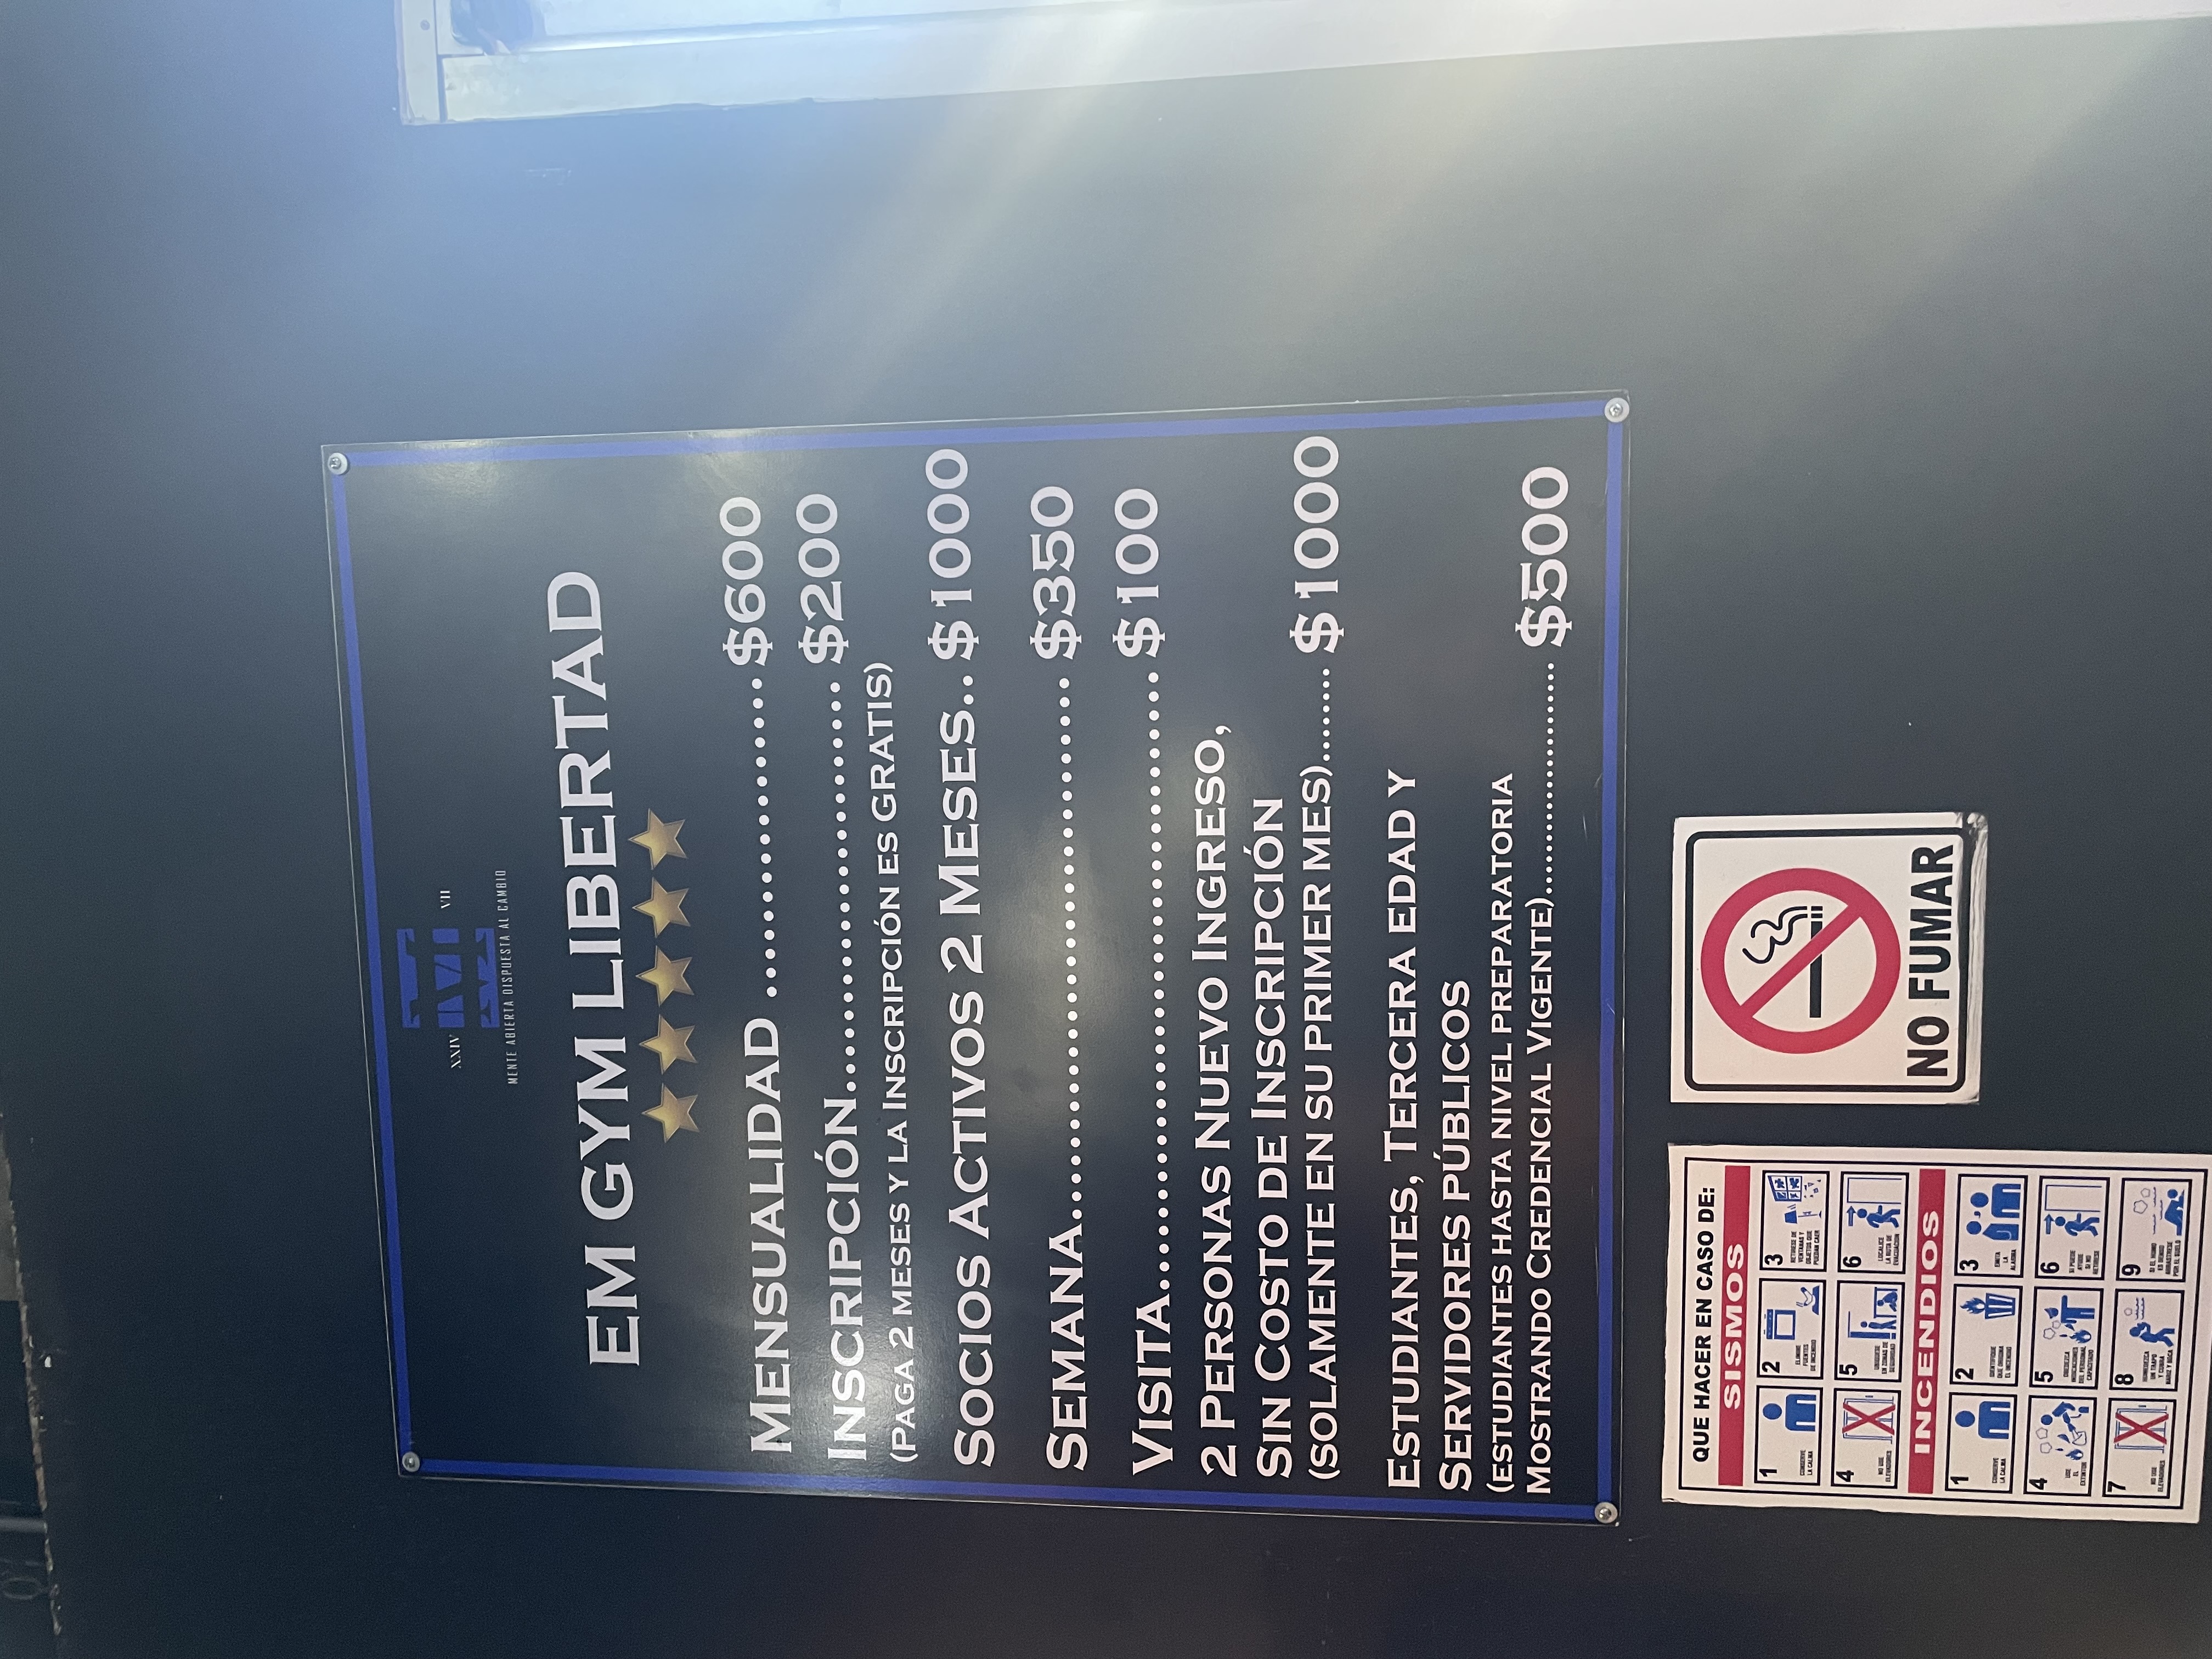 XXIV VII
MENTE ABIERTA DISPUESTA AL CAMBIO
EM GYM LIBERTAD
MENSUALIDAD ................. $600
INSCRIPCIÓN....................... $200
(PAGA 2 MESES Y LA INSCRIPCIÓN ES GRATIS)
SOCIOS ACTIVOS 2 MESES.. $1000
SEMANA.............................. $350
VISITA.................................. $100
2 PERSONAS NUEVO INGRESO,
SIN COSTO DE INSCRIPCIÓN
(SOLAMENTE EN SU PRIMER MES)........ $1000
ESTUDIANTES, TERCERA EDAD Y
SERVIDORES PÚBLICOS
(ESTUDIANTES HASTA NIVEL PREPARATORIA
MOSTRANDO CREDENCIAL VIGENTE)...................... $500
QUE HACER EN CASO DE:
SISMOS
1
CONSERVE
LA CALMA
2
ELIMINE
FUENTES
DE INCENDIO
3
RETIRESE DE
VENTANAS Y
OBJETOS QUE
PUEDAN CAER
4
NO USE
ELEVADORES
5
UBIQUESE
EN ZONAS DE
SEGURIDAD
6
LOCALICE
LA RUTA DE
EVACUACION
INCENDIOS
1
CONSERVE
LA CALMA
2
IDENTIFIQUE
QUE ORIGINA
EL INCENDIO
3
EMITA
LA
ALARMA
4
USE
EL
EXTINTOR
5
OBEDEZCA
INDICACIONES
DEL PERSONAL
CAPACITADO
6
SI PUEDE
AYUDE
SI NO
RETIRESE
7
NO USE
ELEVADORES
8
HUMEDEZCA
UN TRAPO
Y CUBRA
NARIZ Y BOCA
9
SI EL HUMO
ES DENSO
ARRASTRESE
POR EL SUELO
NO FUMAR